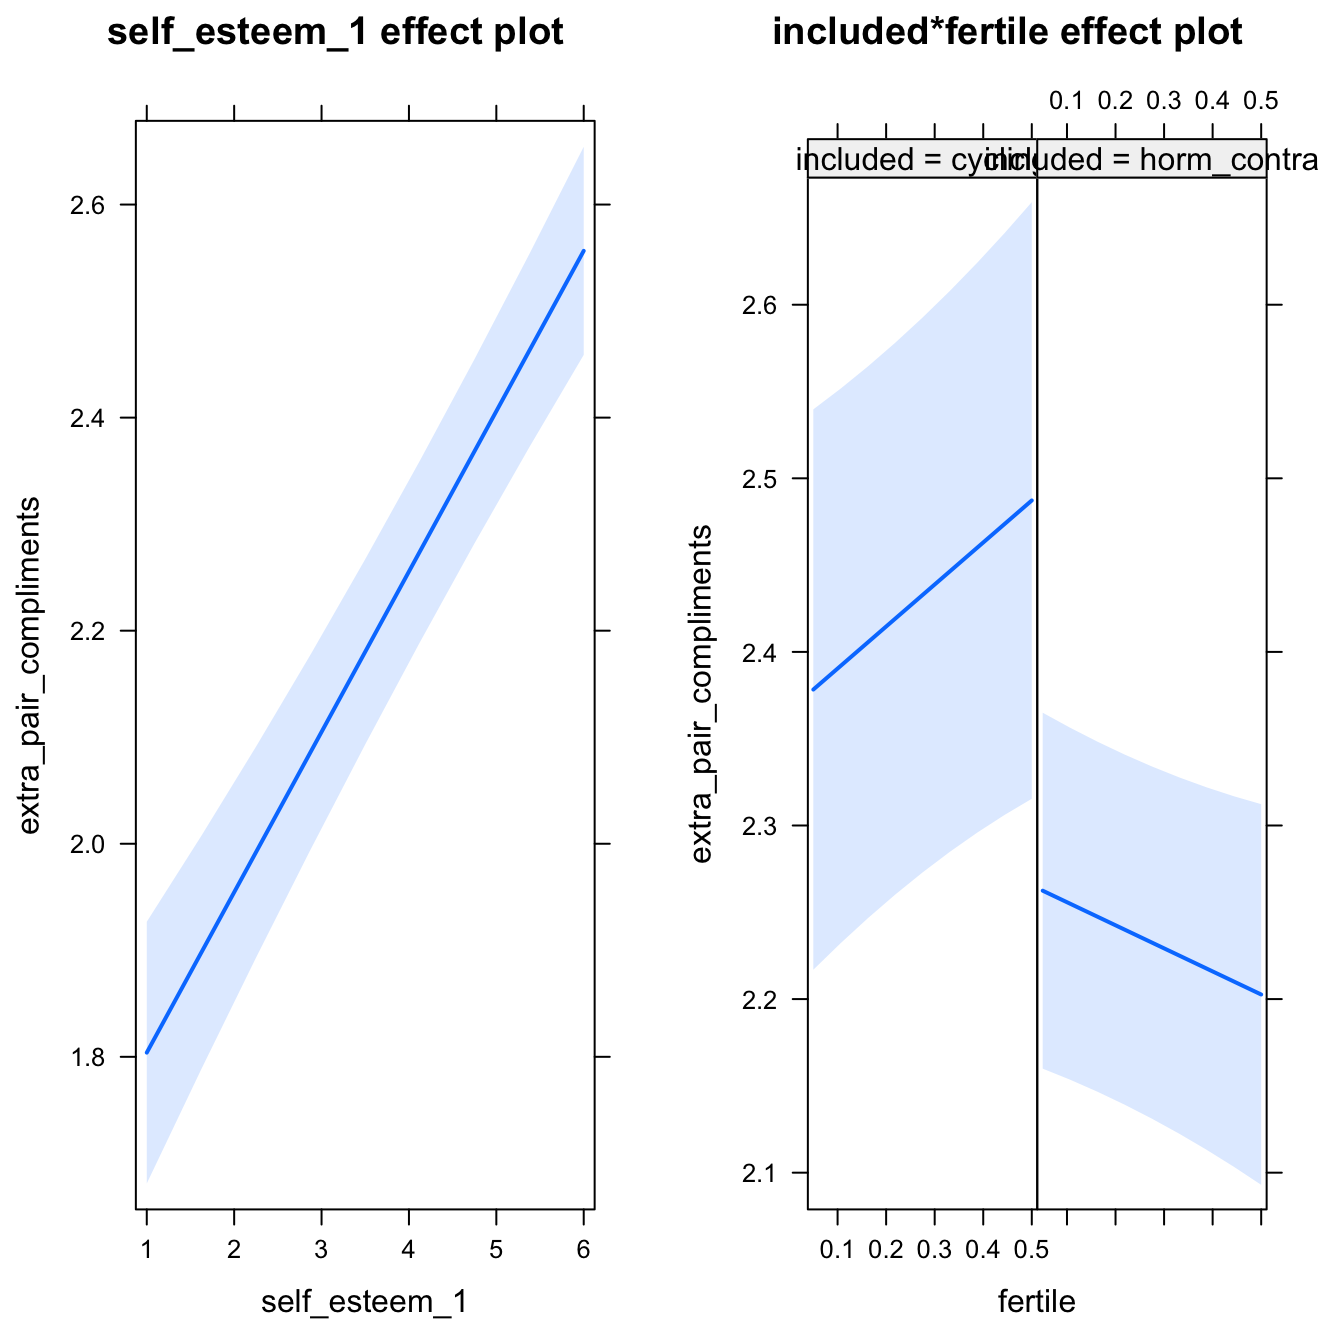 self_esteem_1 effect plot
extra_pair_compliments
2.6
2.4
2.2
2.0
1.8
1 2 3 4 5 6
self_esteem_1
included*fertile effect plot
0.1 0.2 0.3 0.4 0.5
included = cycling
included = horm_contra
extra_pair_compliments
2.6
2.5
2.4
2.3
2.2
2.1
0.1 0.2 0.3 0.4 0.5
fertile